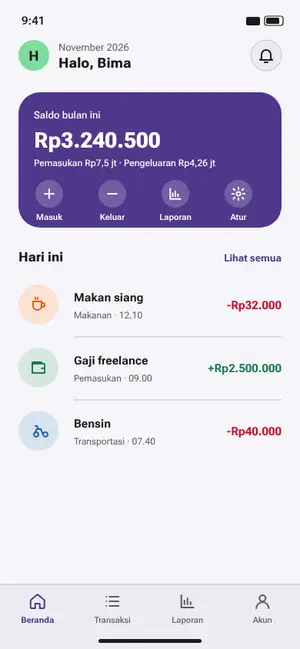 9:41
November 2026
H
Halo, Bima
Saldo bulan ini
Rp3.240.500
Pemasukan Rp7,5 jt · Pengeluaran Rp4,26 jt
Masuk
Keluar
Laporan
Atur
Hari ini
Lihat semua
Makan siang
-Rp32.000
Makanan · 12.10
Gaji freelance
+Rp2.500.000
Pemasukan · 09.00
Bensin
-Rp40.000
Transportasi · 07.40
Beranda
Transaksi
Laporan
Akun